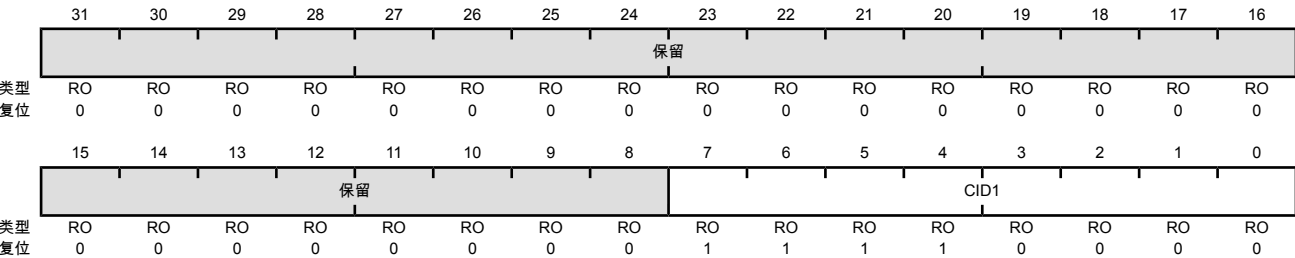 31 30 29 28 27 26 25 24 23 22 21 20 19 18 17 16
保留
类型 RO RO RO RO RO RO RO RO RO RO RO RO RO RO RO RO
复位 0 0 0 0 0 0 0 0 0 0 0 0 0 0 0 0
15 14 13 12 11 10 9 8 7 6 5 4 3 2 1 0
保留 CID1
类型 RO RO RO RO RO RO RO RO RO RO RO RO RO RO RO RO
复位 0 0 0 0 0 0 0 0 1 1 1 1 0 0 0 0